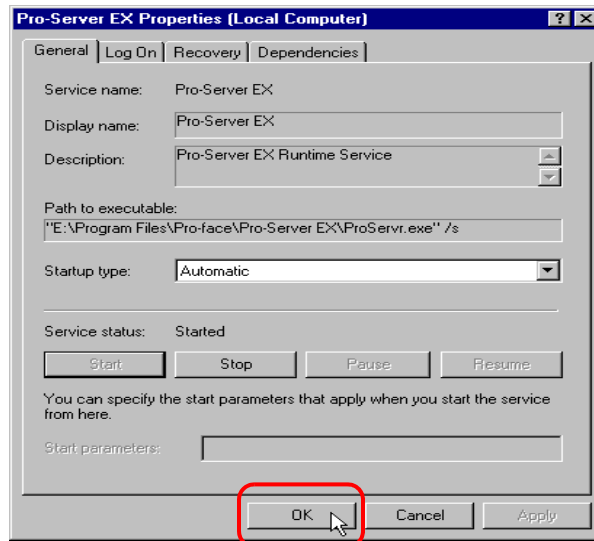 Pro-Server EX Properties (Local Computer)
General Log On Recovery Dependencies
Service name: Pro-Server EX
Display name: Pro-Server EX
Description: Pro-Server EX Runtime Service
Path to executable:
"E:\Program Files\Pro-face\Pro-Server EX\ProServr.exe" /s
Startup type: Automatic
Service status: Started
Start Stop Pause Resume
You can specify the start parameters that apply when you start the service
from here.
Start parameters:
OK Cancel Apply